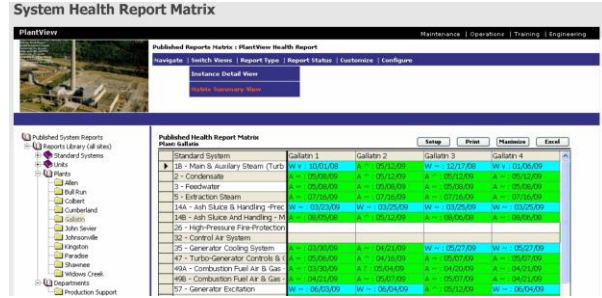 System Health Report Matrix
PlantView
Maintenance | Operations | Training | Engineering
Published Reports Matrix : PlantView Health Report
Navigate | Switch Views | Report Type | Report Status | Customize | Configure
Instance Detail View
Matrix Summary View
Published System Reports
Reports Library (all sites)
Standard Systems
Units
Plants
Allen
Bull Run
Colbert
Cumberland
Gallatin
John Sevier
Johnsonville
Kingston
Paradise
Shawnee
Widows Creek
Departments
Production Support
Published Health Report Matrix
Plant: Gallatin
Setup Print Maximize Excel
Standard System Gallatin 1 Gallatin 2 Gallatin 3 Gallatin 4
1B - Main & Auxilary Steam (Turb W v : 10/01/08 A ^ : 05/12/09 W = : 12/17/08 W v : 01/06/09
2 - Condensate A = : 05/08/09 A ^ : 05/12/09 A ^ : 05/12/09 A ^ : 05/12/09
3 - Feedwater A = : 05/08/09 A = : 05/08/09 A = : 05/08/09 A = : 05/08/09
5 - Extraction Steam A = : 07/16/09 A = : 07/16/09 A = : 07/16/09 A = : 07/16/09
14A - Ash Sluice & Handling -Prec W = : 03/23/09 W = : 03/25/09 W = : 03/25/09 W = : 03/25/09
14B - Ash Sluice And Handling - M A = : 08/05/08 A = : 05/12/09 A = : 08/06/08 A = : 08/06/08
26 - High-Pressure Fire-Protection
32 - Control Air System
35 - Generator Cooling System A = : 03/30/09 A = : 04/21/09 W = : 05/27/09 W = : 05/27/09
47 - Turbo-Generator Controls & A = : 05/08/09 A = : 04/16/09 A = : 05/27/09 A = : 05/27/09
49A - Combustion Fuel Air & Gas - A = : 03/30/09 A : 05/04/09 A = : 04/20/09 A = : 04/21/09
49B - Combustion Fuel Air & Gas - A = : 05/07/09 A = : 05/07/09 A = : 04/21/09 A = : 04/21/09
57 - Generator Excitation W = : 06/03/09 W = : 06/04/09 A = : 05/12/09 W = : 06/04/09